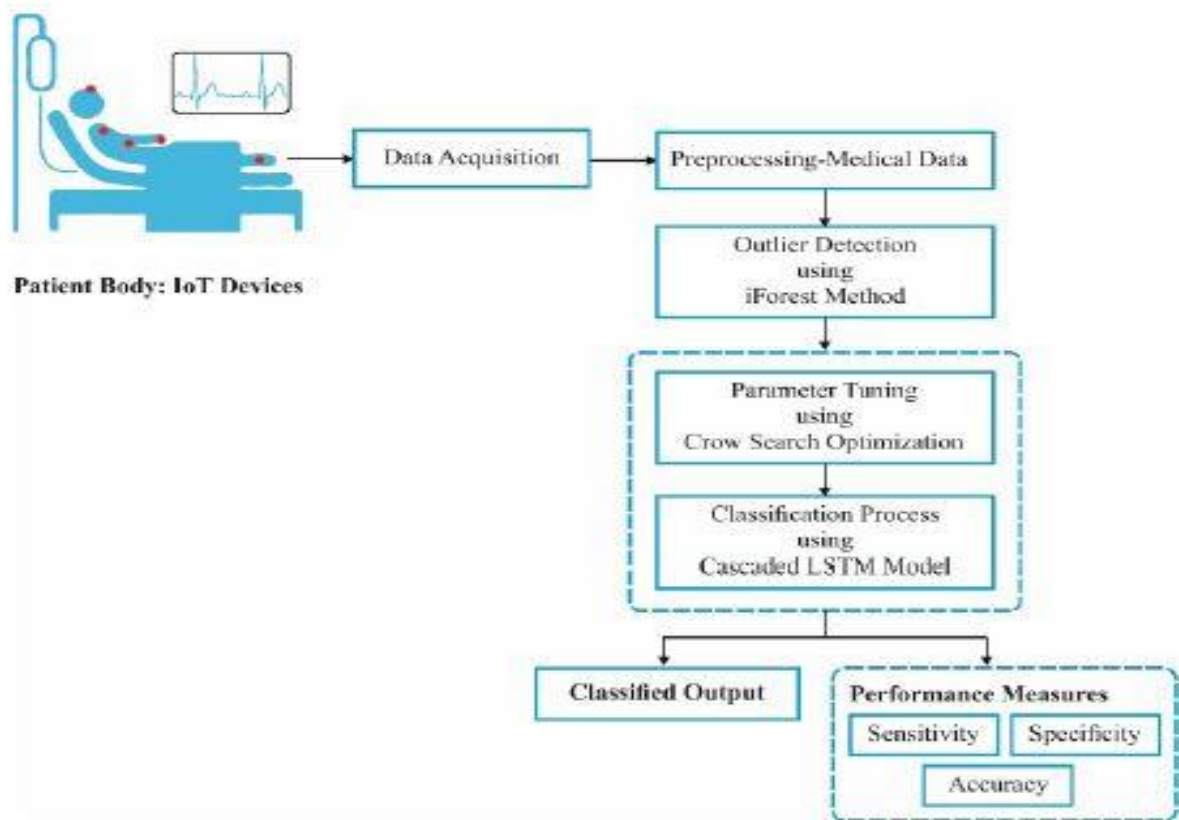 Data Acquisition
Preprocessing-Medical Data
Outlier Detection
using
iForest Method
Patient Body: IoT Devices
Parameter Tuning
using
Crow Search Optimization
Classification Process
using
Cascaded LSTM Model
Classified Output
Performance Measures
Sensitivity
Specificity
Accuracy